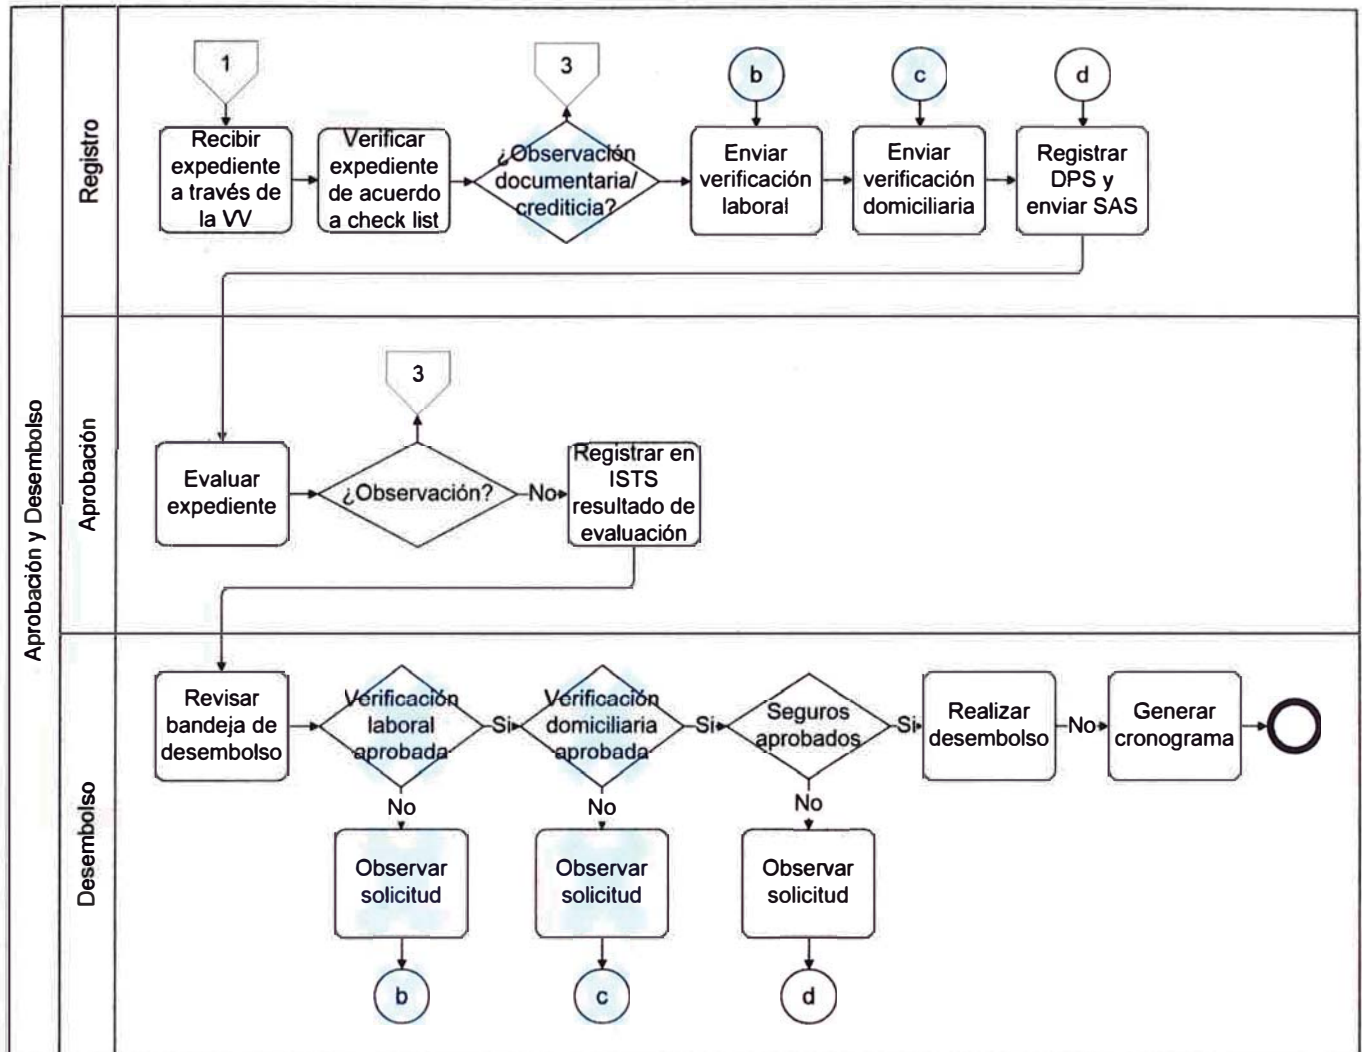 Aprobación y Desembolso
Registro
1
3
b
c
d
Recibir
expediente
a través de
la VV
Verificar
expediente
de acuerdo
a check list
¿Observación
documentaria/
crediticia?
Enviar
verificación
laboral
Enviar
verificación
domiciliaria
Registrar
DPS y
enviar SAS
Aprobación
3
Evaluar
expediente
¿Observación?
No
Registrar en
ISTS
resultado de
evaluación
Desembolso
Revisar
bandeja de
desembolso
Verificación
laboral
aprobada
Si
Verificación
domiciliaria
aprobada
Si
Seguros
aprobados
Si
Realizar
desembolso
No
Generar
cronograma
No
No
No
Observar
solicitud
Observar
solicitud
Observar
solicitud
b
c
d